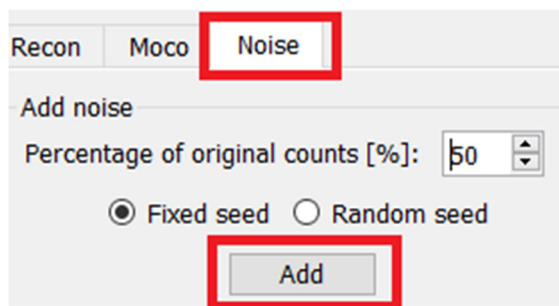 Recon Moco Noise
Add noise
Percentage of original counts [%]: 50
Fixed seed Random seed
Add